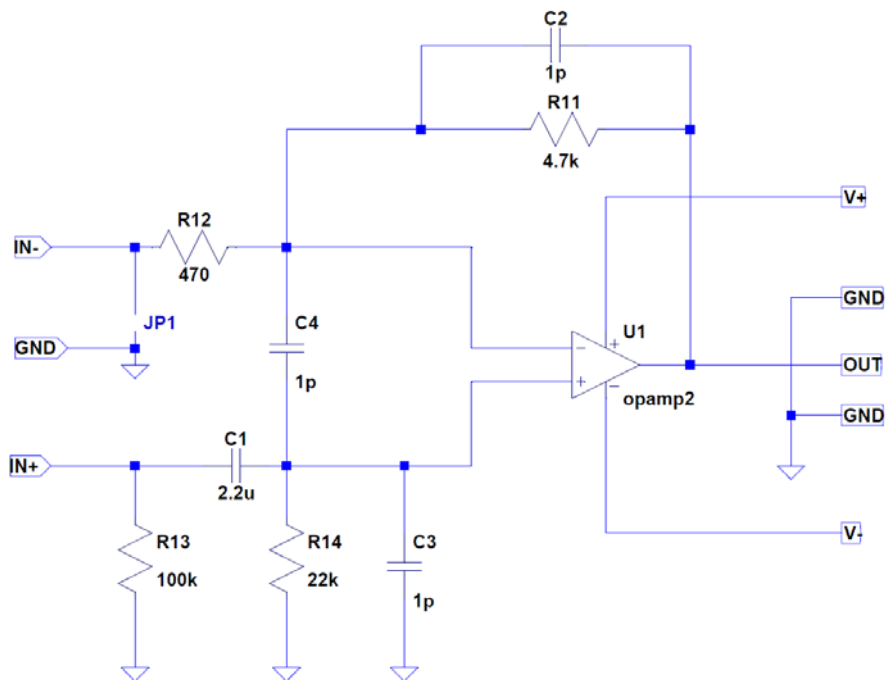 C2
1p
R11
4.7k
V+
R12
IN-
470
GND
U1
C4
JP1
+
GND
−
OUT
1p
+
−
opamp2
GND
C1
IN+
2.2u
V-
R13
R14
C3
100k
22k
1p